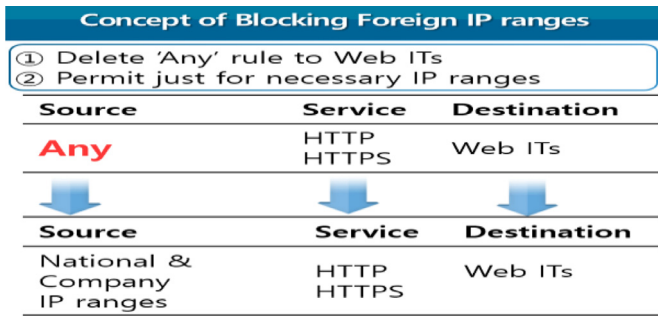 Concept of Blocking Foreign IP ranges
① Delete ‘Any’ rule to Web ITs
② Permit just for necessary IP ranges
Source Service Destination
Any HTTP HTTPS Web ITs
Source Service Destination
National & Company IP ranges HTTP HTTPS Web ITs